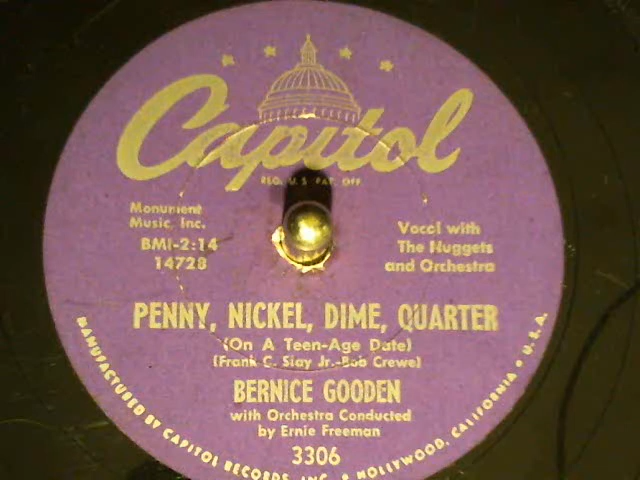 Capitol
REG. U.S. PAT. OFF.
Monument
Music, Inc.
BMI-2:14
14728
Vocal with
The Nuggets
and Orchestra
PENNY, NICKEL, DIME, QUARTER
(On A Teen-Age Date)
(Frank C. Slay Jr.-Bob Crewe)
BERNICE GOODEN
with Orchestra Conducted
by Ernie Freeman
3306
MANUFACTURED BY CAPITOL RECORDS, INC. • HOLLYWOOD, CALIFORNIA • U.S.A.